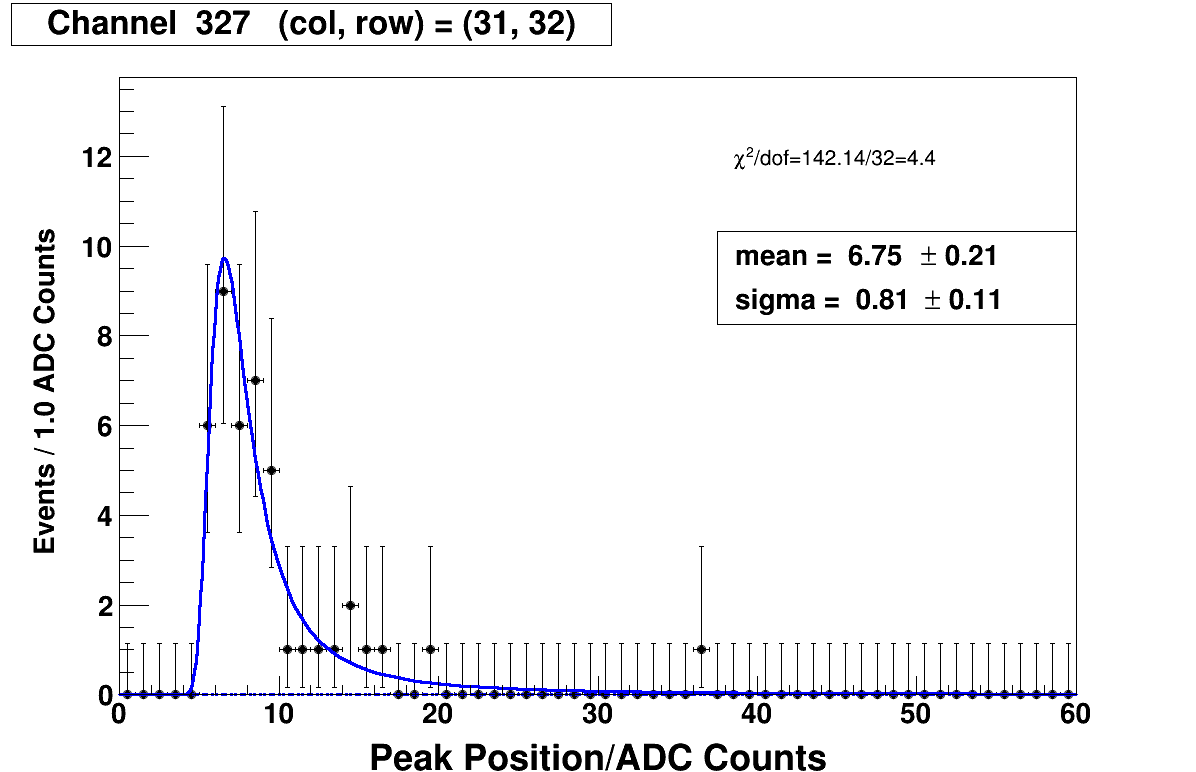 Channel 327 (col, row) = (31, 32)
χ²/dof=142.14/32=4.4
mean = 6.75 ± 0.21
sigma = 0.81 ± 0.11
Events / 1.0 ADC Counts
12
10
8
6
4
2
0
0 10 20 30 40 50 60
Peak Position/ADC Counts